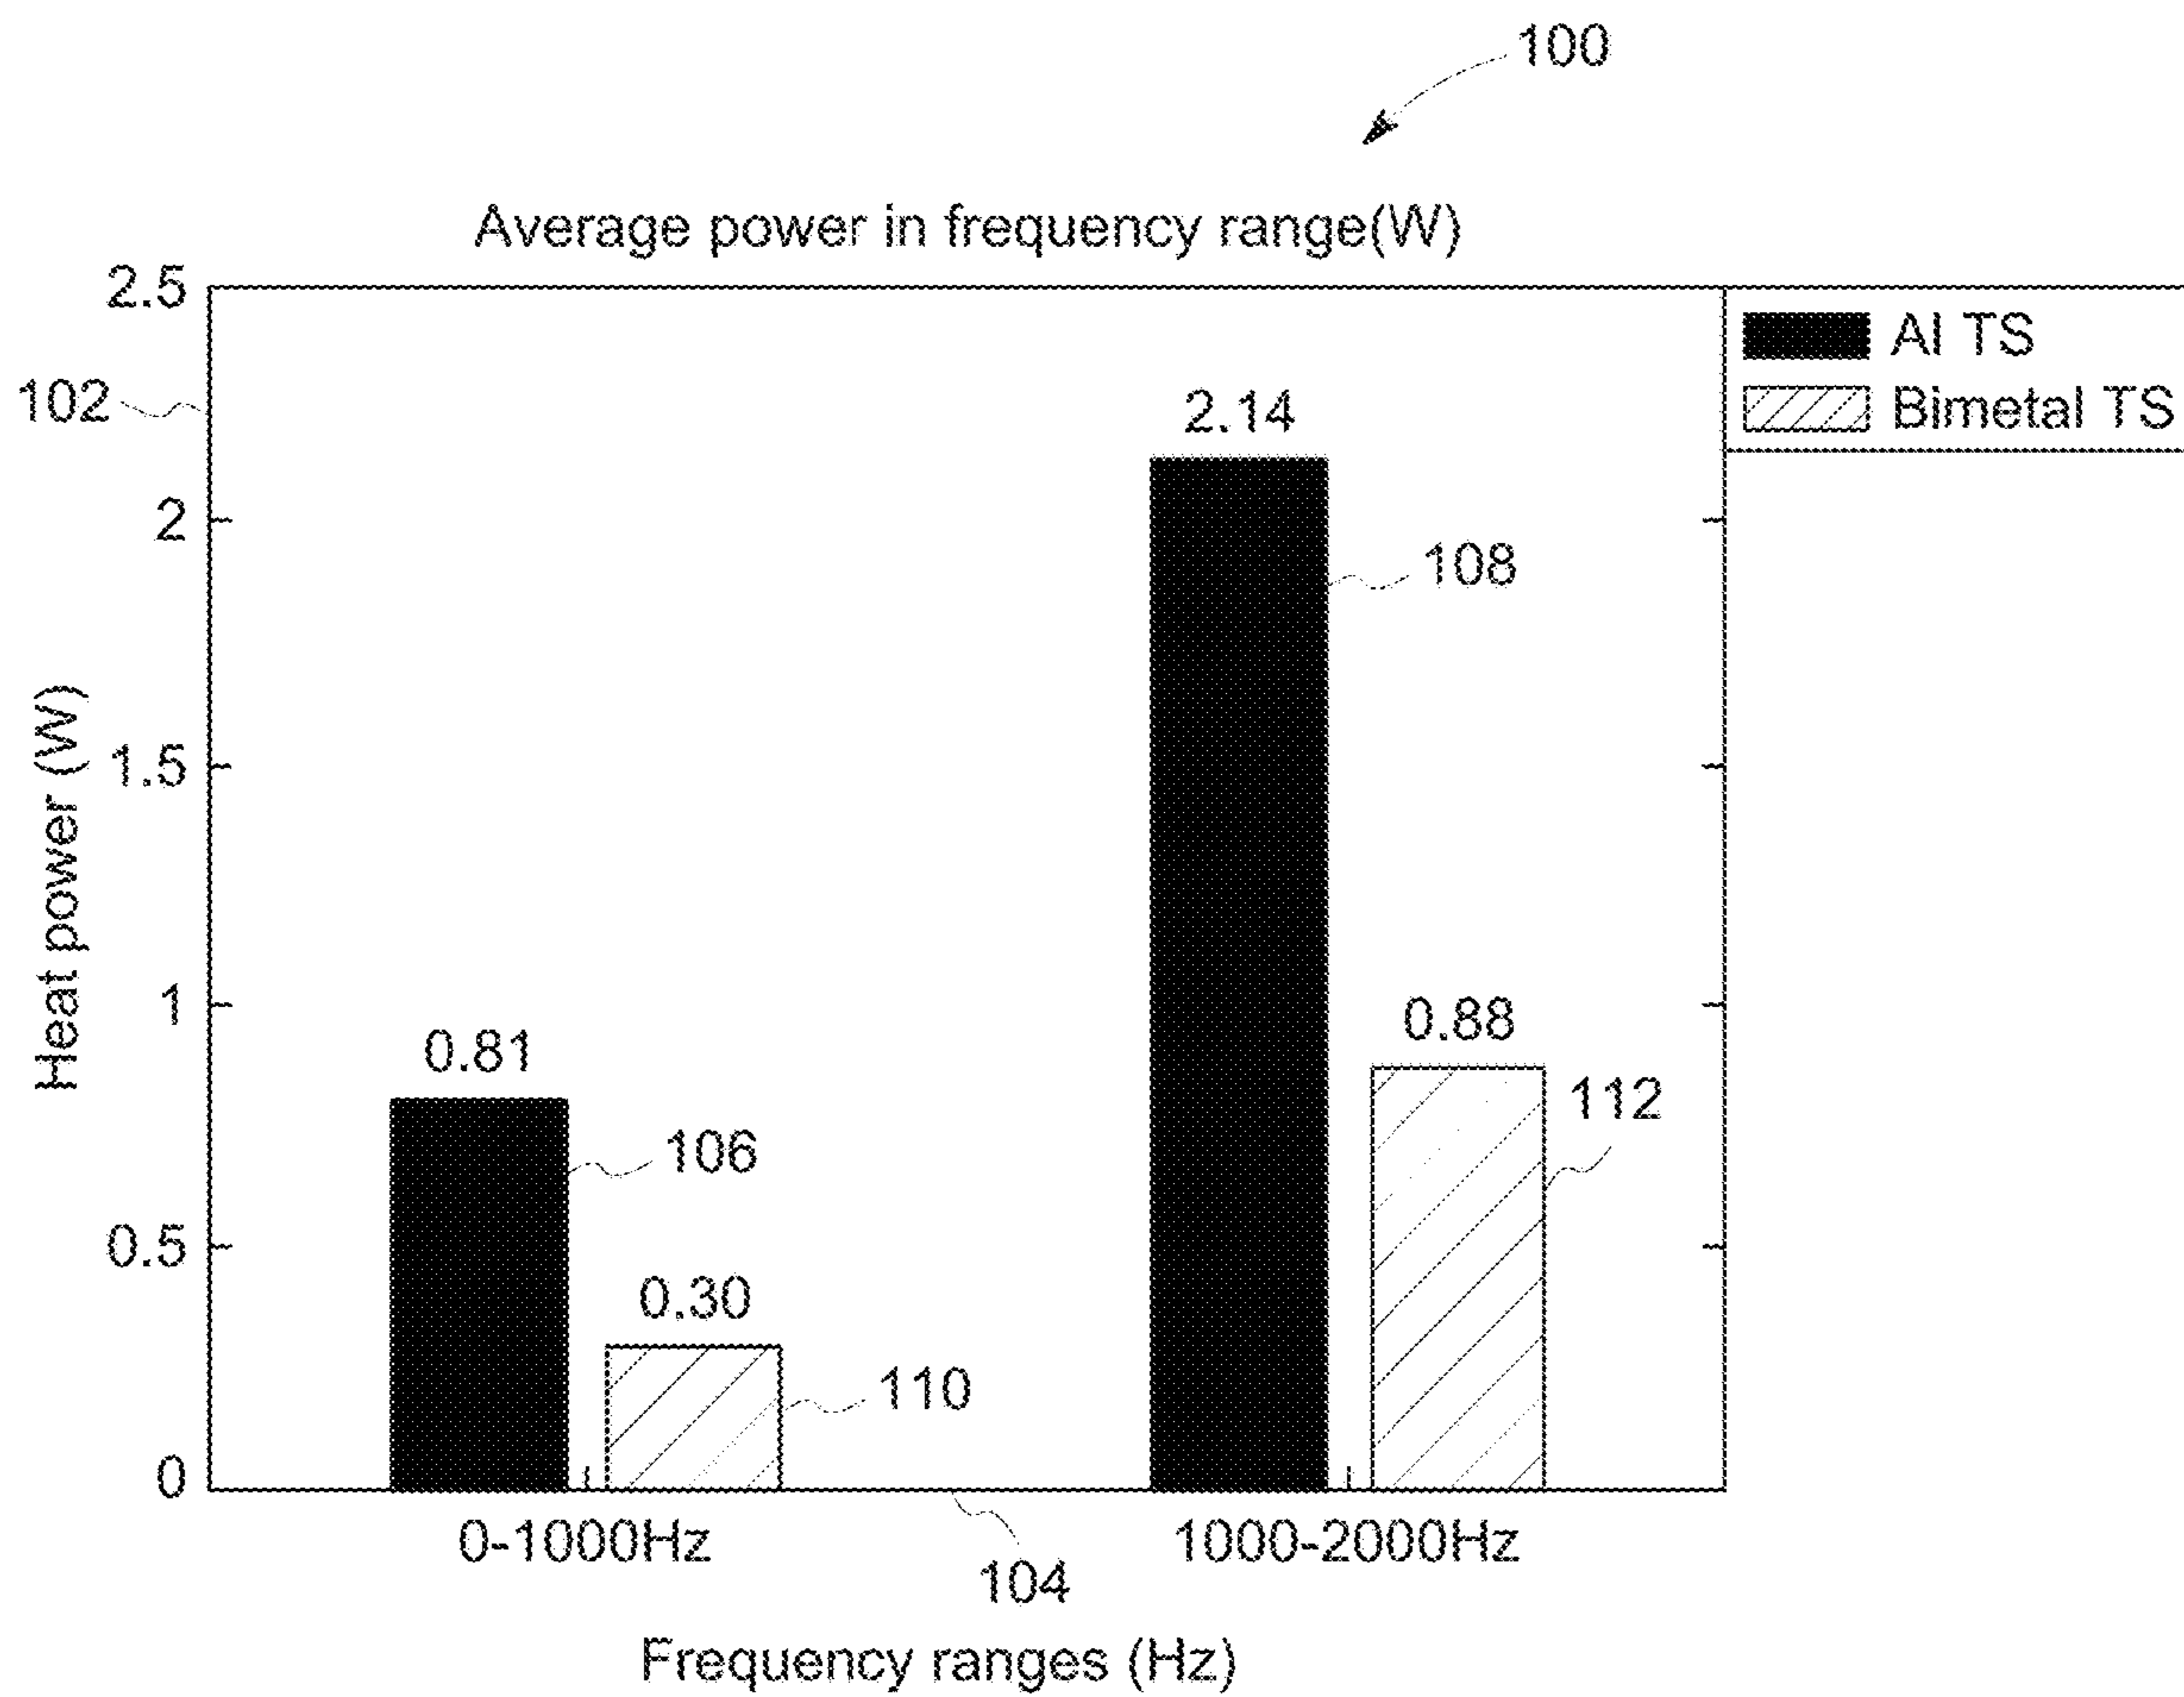 100
Average power in frequency range(W)
2.5
Al TS
Bimetal TS
102
2.14
2
108
1.5
Heat power (W)
1
0.88
0.81
112
106
0.5
0.30
110
0
0-1000Hz
1000-2000Hz
104
Frequency ranges (Hz)